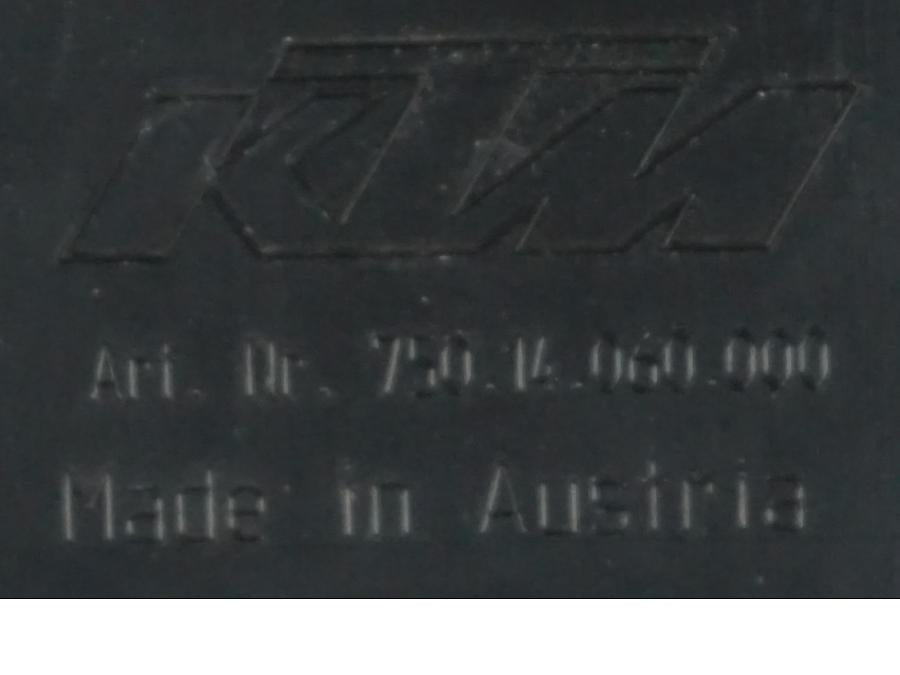 KTM
Art. Nr. 750.14.060.000
Made in Austria